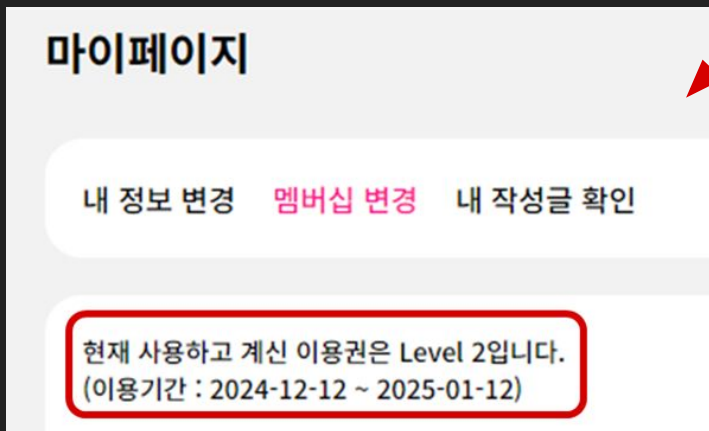 마이페이지
내 정보 변경 멤버십 변경 내 작성글 확인
현재 사용하고 계신 이용권은 Level 2입니다.
(이용기간 : 2024-12-12 ~ 2025-01-12)